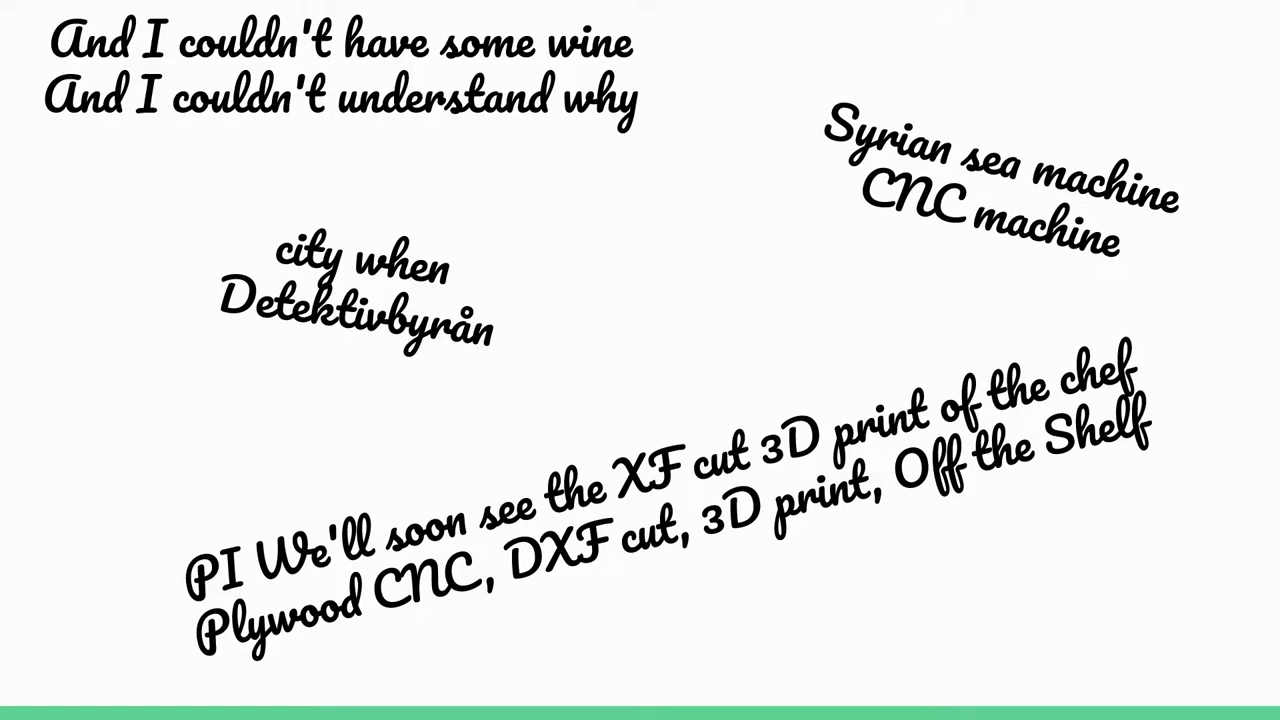 And I couldn't have some wine
And I couldn't understand why
Syrian sea machine
CNC machine
city when
Detektivbyrån
PI We'll soon see the XF cut 3D print of the chef
Plywood CNC, DXF cut, 3D print, Off the Shelf